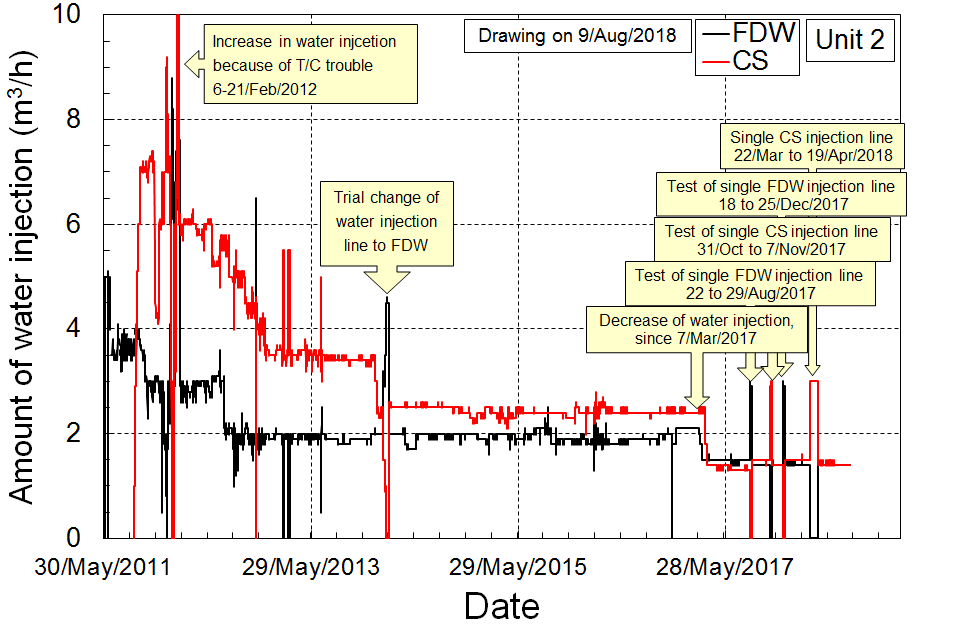 Amount of water injection (m³/h)
10
8
6
4
2
0
Increase in water injcetion
because of T/C trouble
6-21/Feb/2012
Drawing on 9/Aug/2018
FDW
CS
Unit 2
Trial change of
water injection
line to FDW
Single CS injection line
22/Mar to 19/Apr/2018
Test of single FDW injection line
18 to 25/Dec/2017
Test of single CS injection line
31/Oct to 7/Nov/2017
Test of single FDW injection line
22 to 29/Aug/2017
Decrease of water injection,
since 7/Mar/2017
30/May/2011
29/May/2013
29/May/2015
28/May/2017
Date